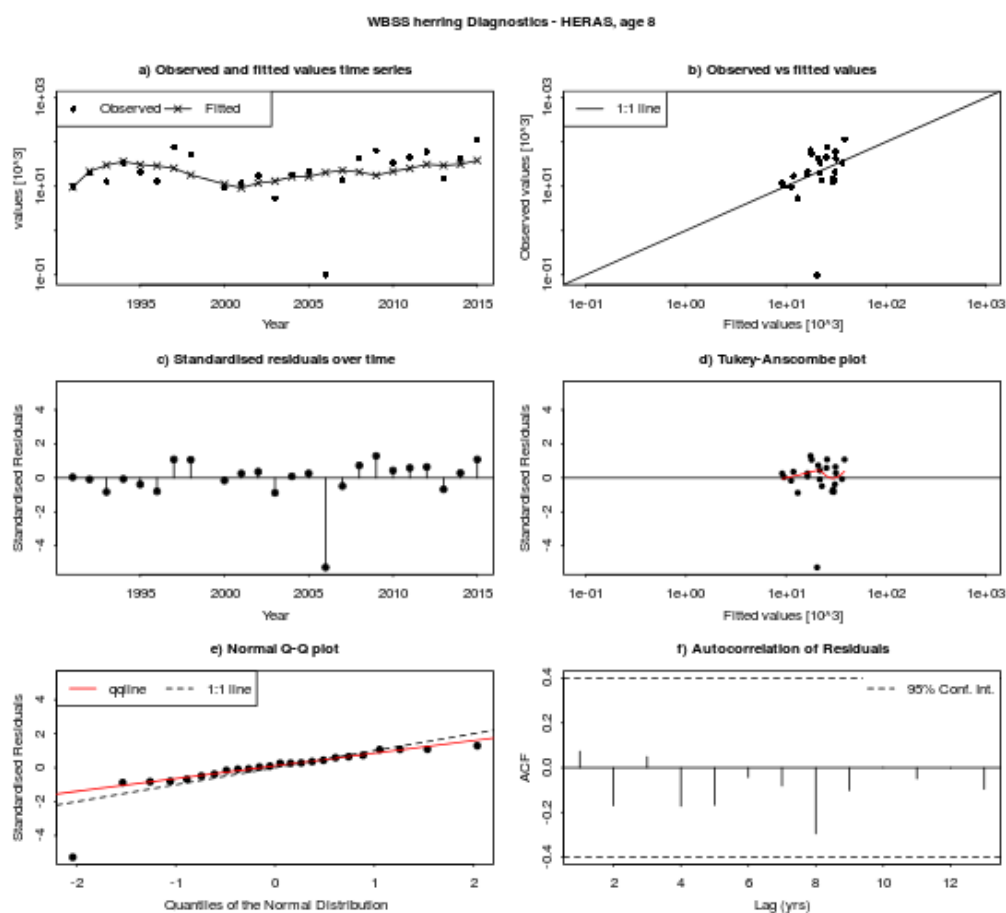 WBSS herring Diagnostics - HERAS, age 8
a) Observed and fitted values time series
Observed Fitted
values [10^3]
1e-01 1e+01 1e+03
1995 2000 2005 2010 2015
Year
b) Observed vs fitted values
1:1 line
Observed values [10^3]
1e-01 1e+01 1e+03
1e-01 1e+00 1e+01 1e+02 1e+03
Fitted values [10^3]
c) Standardised residuals over time
Standardised Residuals
-4 -2 0 2 4
1995 2000 2005 2010 2015
Year
d) Tukey-Anscombe plot
Standardised Residuals
-4 -2 0 2 4
1e-01 1e+00 1e+01 1e+02 1e+03
Fitted values [10^3]
e) Normal Q-Q plot
qqline 1:1 line
Standardised Residuals
-4 -2 0 2 4
-2 -1 0 1 2
Quantiles of the Normal Distribution
f) Autocorrelation of Residuals
95% Conf. Int.
ACF
-0.4 -0.2 0.0 0.2 0.4
2 4 6 8 10 12
Lag (yrs)